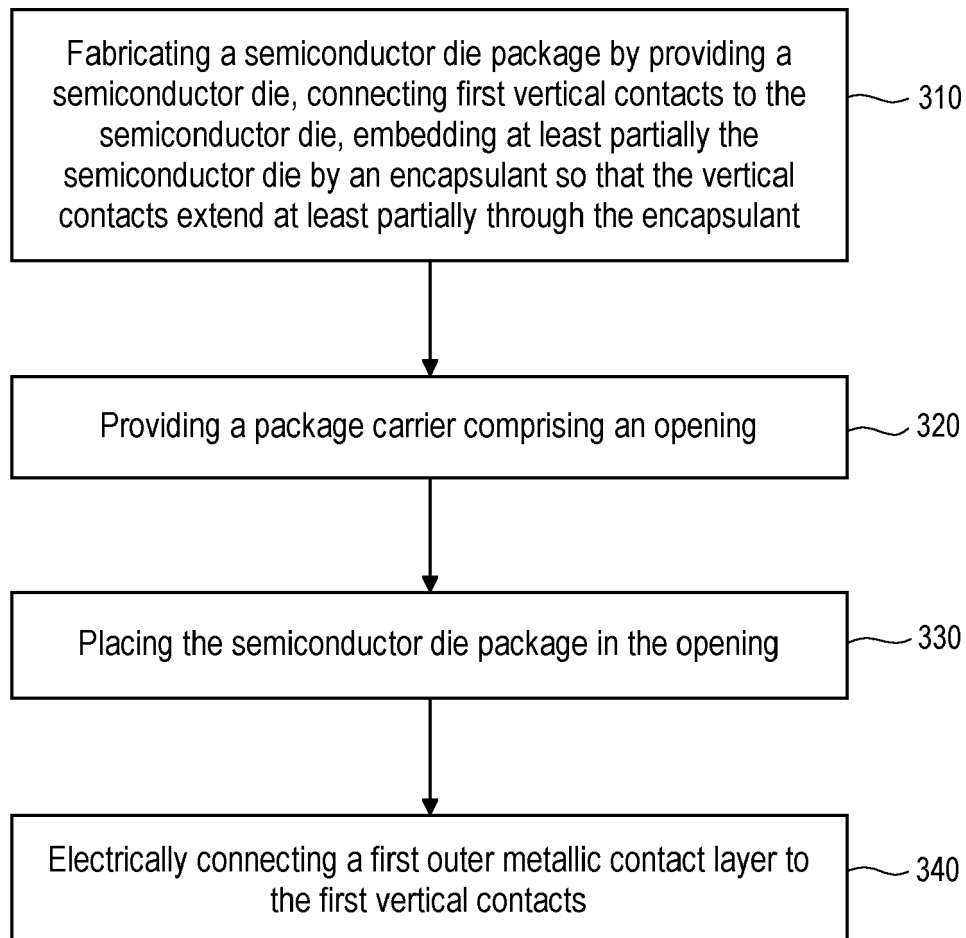 Fabricating a semiconductor die package by providing a
semiconductor die, connecting first vertical contacts to the
semiconductor die, embedding at least partially the
semiconductor die by an encapsulant so that the vertical
contacts extend at least partially through the encapsulant
310
Providing a package carrier comprising an opening
320
Placing the semiconductor die package in the opening
330
Electrically connecting a first outer metallic contact layer to
the first vertical contacts
340